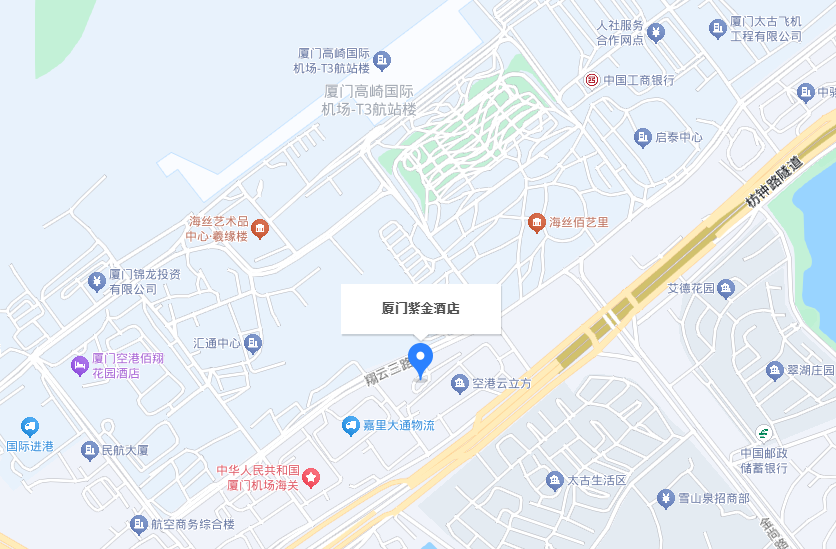 人社服务
合作网点
厦门太古飞机
工程有限公司
厦门高崎国际
机场-T3航站楼
厦门高崎国际
机场-T3航站楼
中国工商银行
中骏
启泰中心
枋钟路隧道
海丝艺术品
中心·羲缘楼
海丝佰艺里
厦门锦龙投资
有限公司
艾德花园
厦门紫金酒店
汇通中心
厦门空港佰翔
花园酒店
翔云三路
空港云立方
翠湖庄园
国际进港
嘉里大通物流
民航大厦
中国邮政
储蓄银行
中华人民共和国
厦门机场海关
太古生活区
雪山泉招商部
航空商务综合楼
金尚路